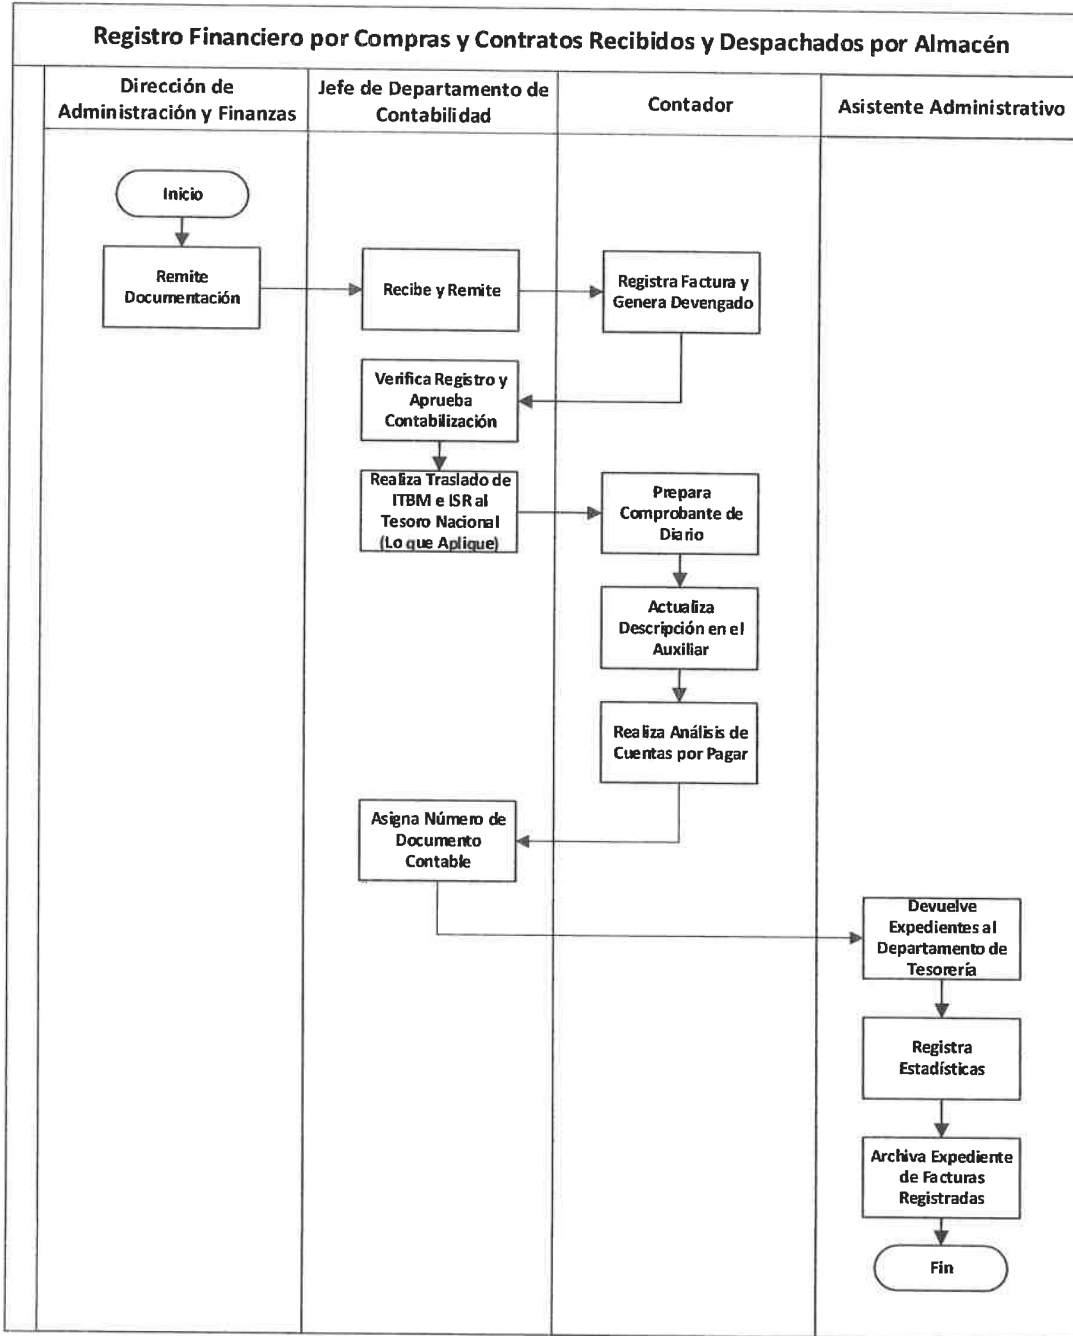 Registro Financiero por Compras y Contratos Recibidos y Despachados por Almacén
Dirección de
Administración y Finanzas
Jefe de Departamento de
Contabilidad
Contador
Asistente Administrativo
Inicio
Remite
Documentación
Recibe y Remite
Registra Factura y
Genera Devengado
Verifica Registro y
Aprueba
Contabilización
Realiza Traslado de
ITBM e ISR al
Tesoro Nacional
(Lo que Aplique)
Prepara
Comprobante de
Diario
Actualiza
Descripción en el
Auxiliar
Realiza Análisis de
Cuentas por Pagar
Asigna Número de
Documento
Contable
Devuelve
Expedientes al
Departamento de
Tesorería
Registra
Estadísticas
Archiva Expediente
de Facturas
Registradas
Fin